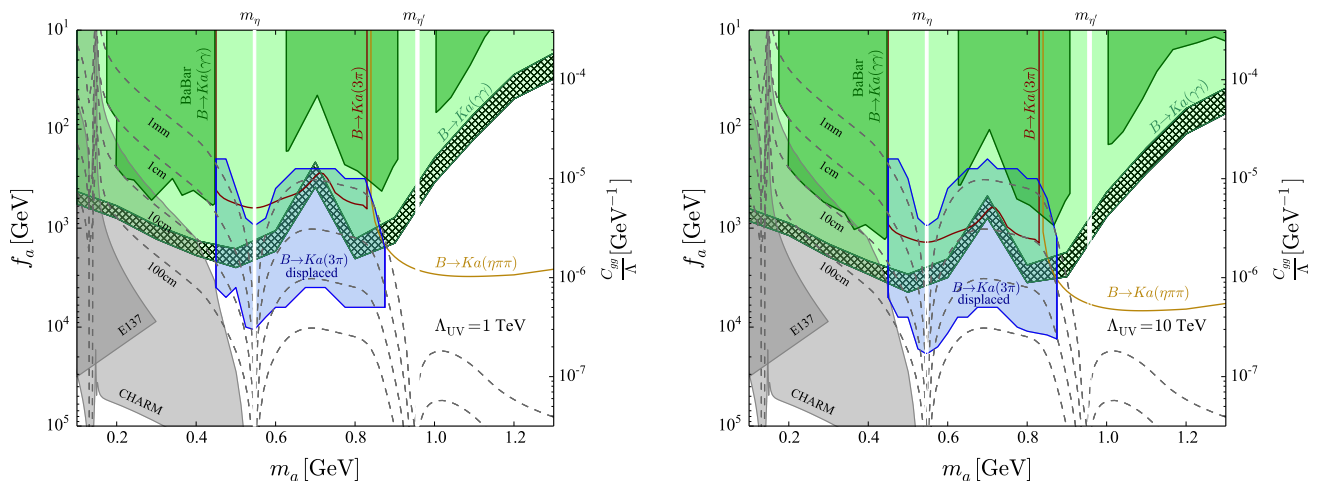 m_η
m_η′
10^1
10^2
10^3
10^4
10^5
f_a [GeV]
BaBar
B→Ka(γγ)
B→Ka(3π)
B→Ka(γγ)
1mm
1cm
10cm
100cm
B→Ka(3π)
displaced
B→Ka(ηππ)
E137
Λ_UV = 1 TeV
CHARM
10^-4
10^-5
10^-6
10^-7
C_gg/Λ [GeV^-1]
0.2 0.4 0.6 0.8 1.0 1.2
m_a [GeV]
m_η
m_η′
10^1
10^2
10^3
10^4
10^5
f_a [GeV]
BaBar
B→Ka(γγ)
B→Ka(3π)
B→Ka(γγ)
1mm
1cm
10cm
100cm
B→Ka(3π)
displaced
B→Ka(ηππ)
E137
Λ_UV = 10 TeV
CHARM
10^-4
10^-5
10^-6
10^-7
C_gg/Λ [GeV^-1]
0.2 0.4 0.6 0.8 1.0 1.2
m_a [GeV]